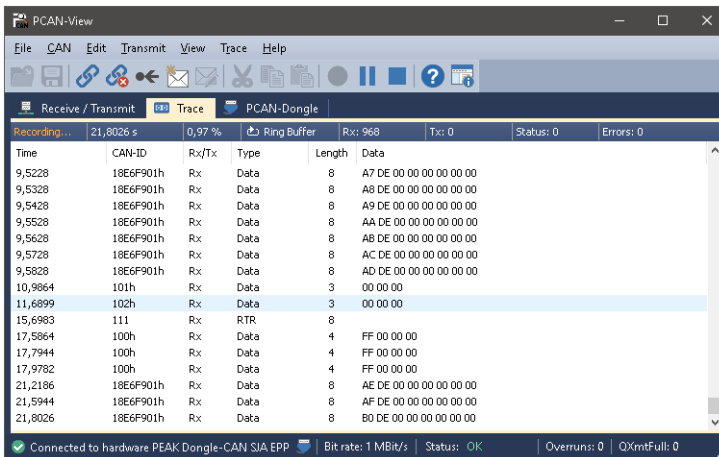 PCAN-View
File CAN Edit Transmit View Trace Help
Receive / Transmit Trace PCAN-Dongle
Recording... 21,8026 s 0,97 % Ring Buffer Rx: 968 Tx: 0 Status: 0 Errors: 0
Time CAN-ID Rx/Tx Type Length Data
9,5228 18E6F901h Rx Data 8 A7 DE 00 00 00 00 00 00
9,5328 18E6F901h Rx Data 8 A8 DE 00 00 00 00 00 00
9,5428 18E6F901h Rx Data 8 A9 DE 00 00 00 00 00 00
9,5528 18E6F901h Rx Data 8 AA DE 00 00 00 00 00 00
9,5628 18E6F901h Rx Data 8 AB DE 00 00 00 00 00 00
9,5728 18E6F901h Rx Data 8 AC DE 00 00 00 00 00 00
9,5828 18E6F901h Rx Data 8 AD DE 00 00 00 00 00 00
10,9864 101h Rx Data 3 00 00 00
11,6899 102h Rx Data 3 00 00 00
15,6983 111 Rx RTR 8
17,5864 100h Rx Data 4 FF 00 00 00
17,7944 100h Rx Data 4 FF 00 00 00
17,9782 100h Rx Data 4 FF 00 00 00
21,2186 18E6F901h Rx Data 8 AE DE 00 00 00 00 00 00
21,5944 18E6F901h Rx Data 8 AF DE 00 00 00 00 00 00
21,8026 18E6F901h Rx Data 8 B0 DE 00 00 00 00 00 00
Connected to hardware PEAK Dongle-CAN SJA EPP Bit rate: 1 MBit/s Status: OK Overruns: 0 QXmtFull: 0